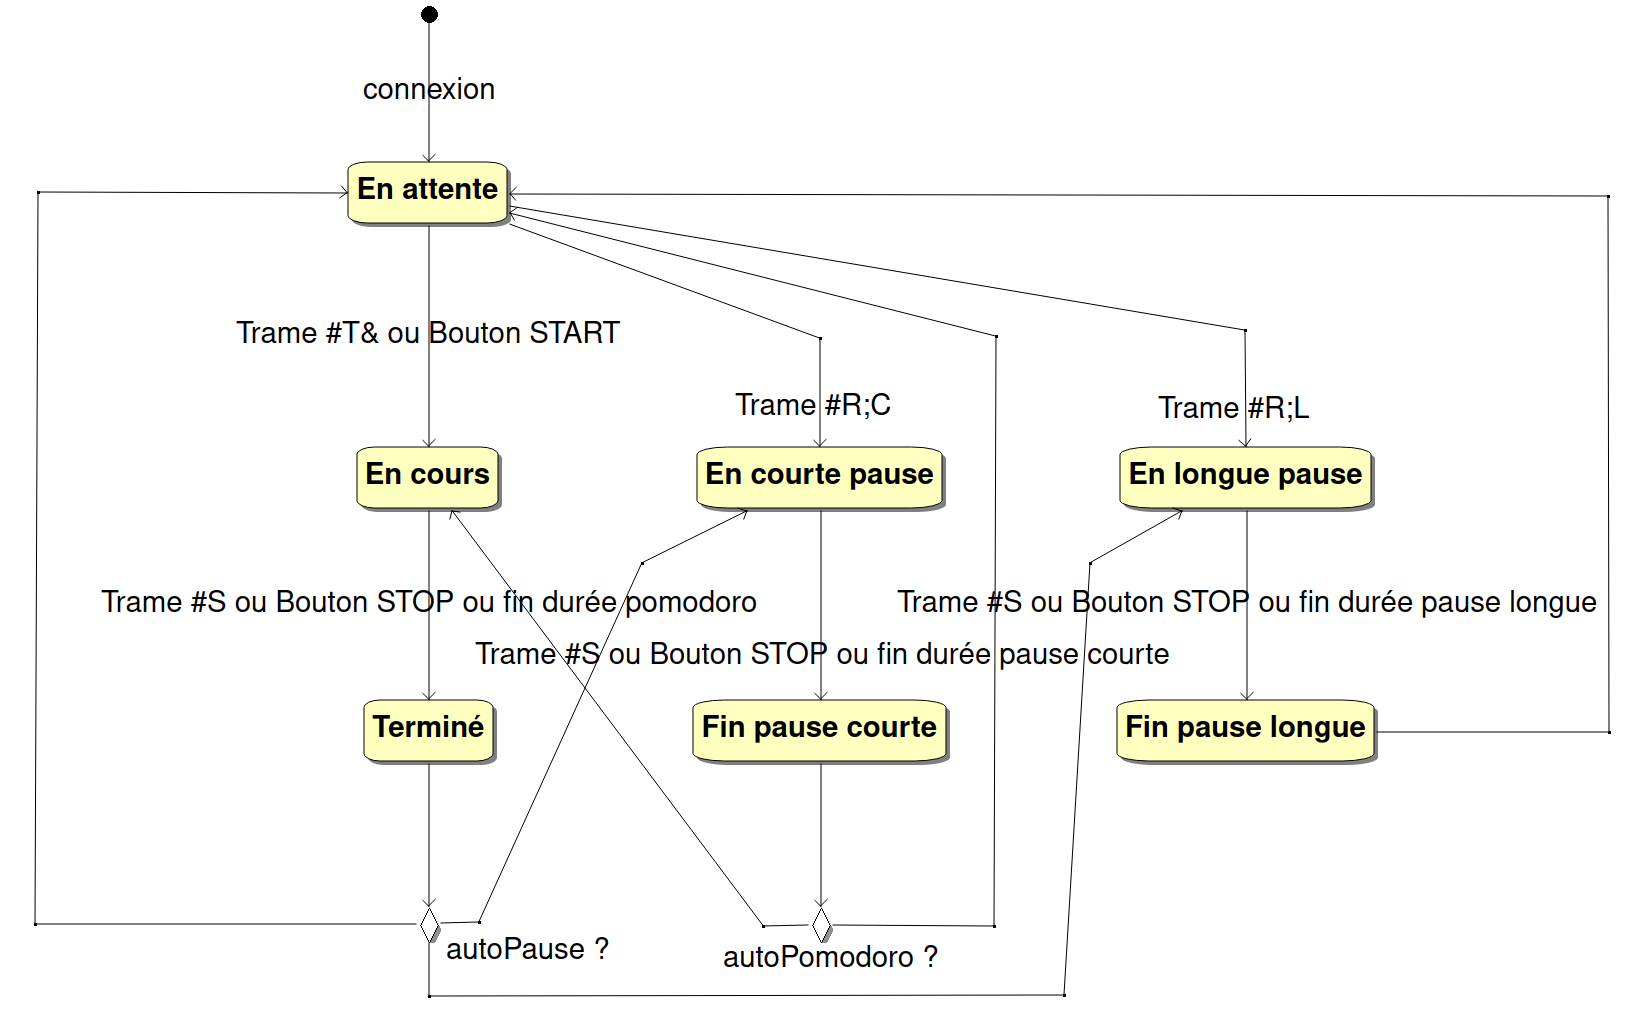 connexion
En attente
Trame #T& ou Bouton START
Trame #R;C
Trame #R;L
En cours
En courte pause
En longue pause
Trame #S ou Bouton STOP ou fin durée pomodoro
Trame #S ou Bouton STOP ou fin durée pause longue
Trame #S ou Bouton STOP ou fin durée pause courte
Terminé
Fin pause courte
Fin pause longue
autoPause ?
autoPomodoro ?